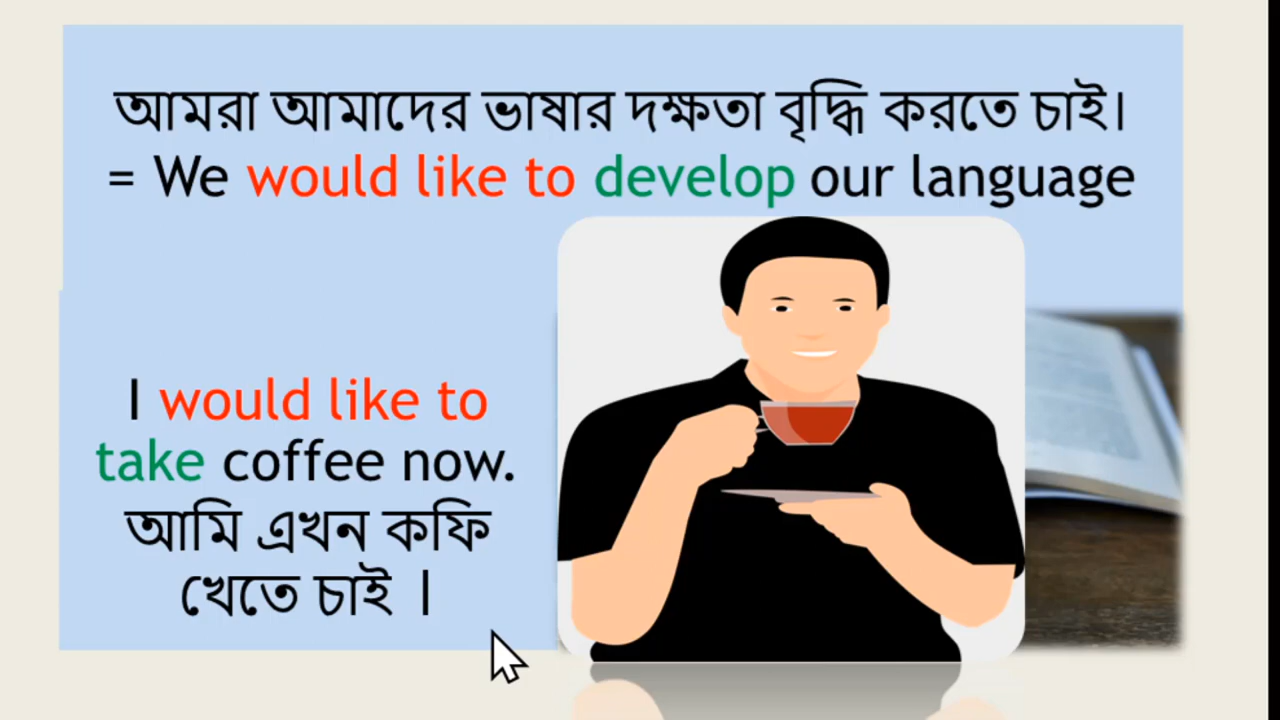 আমরা আমাদের ভাষার দক্ষতা বৃদ্ধি করতে চাই।
= We would like to develop our language
I would like to
take coffee now.
আমি এখন কফি
খেতে চাই ।